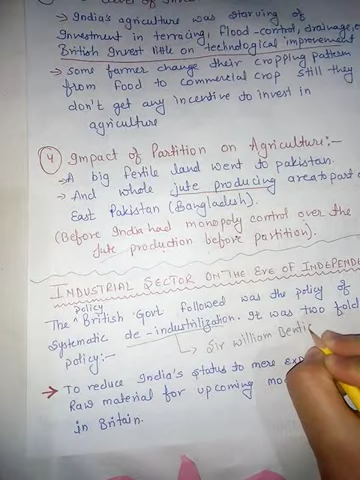 India's agriculture was starving of
Investment in terracing, Flood-control, drainage,
British Invest little on technological improvement
→ Some farmer change their cropping pattern
from Food to commercial crop still they
don't get any incentive to invest in
agriculture
④ Impact of Partition on Agriculture:-
→ A big fertile land went to pakistan.
→ And whole jute producing area to part
East Pakistan (Bangladesh).
(Before India had monopoly control over the
Jute production before partition).
INDUSTRIAL SECTOR ON THE EVE OF INDEPEND
The policy British Govt followed was the policy of
Systematic de-industrilization. It was two fold
policy:-
→ Sir William Benti
→ To reduce India's status to mere exp
Raw material for upcoming mo
in Britain.